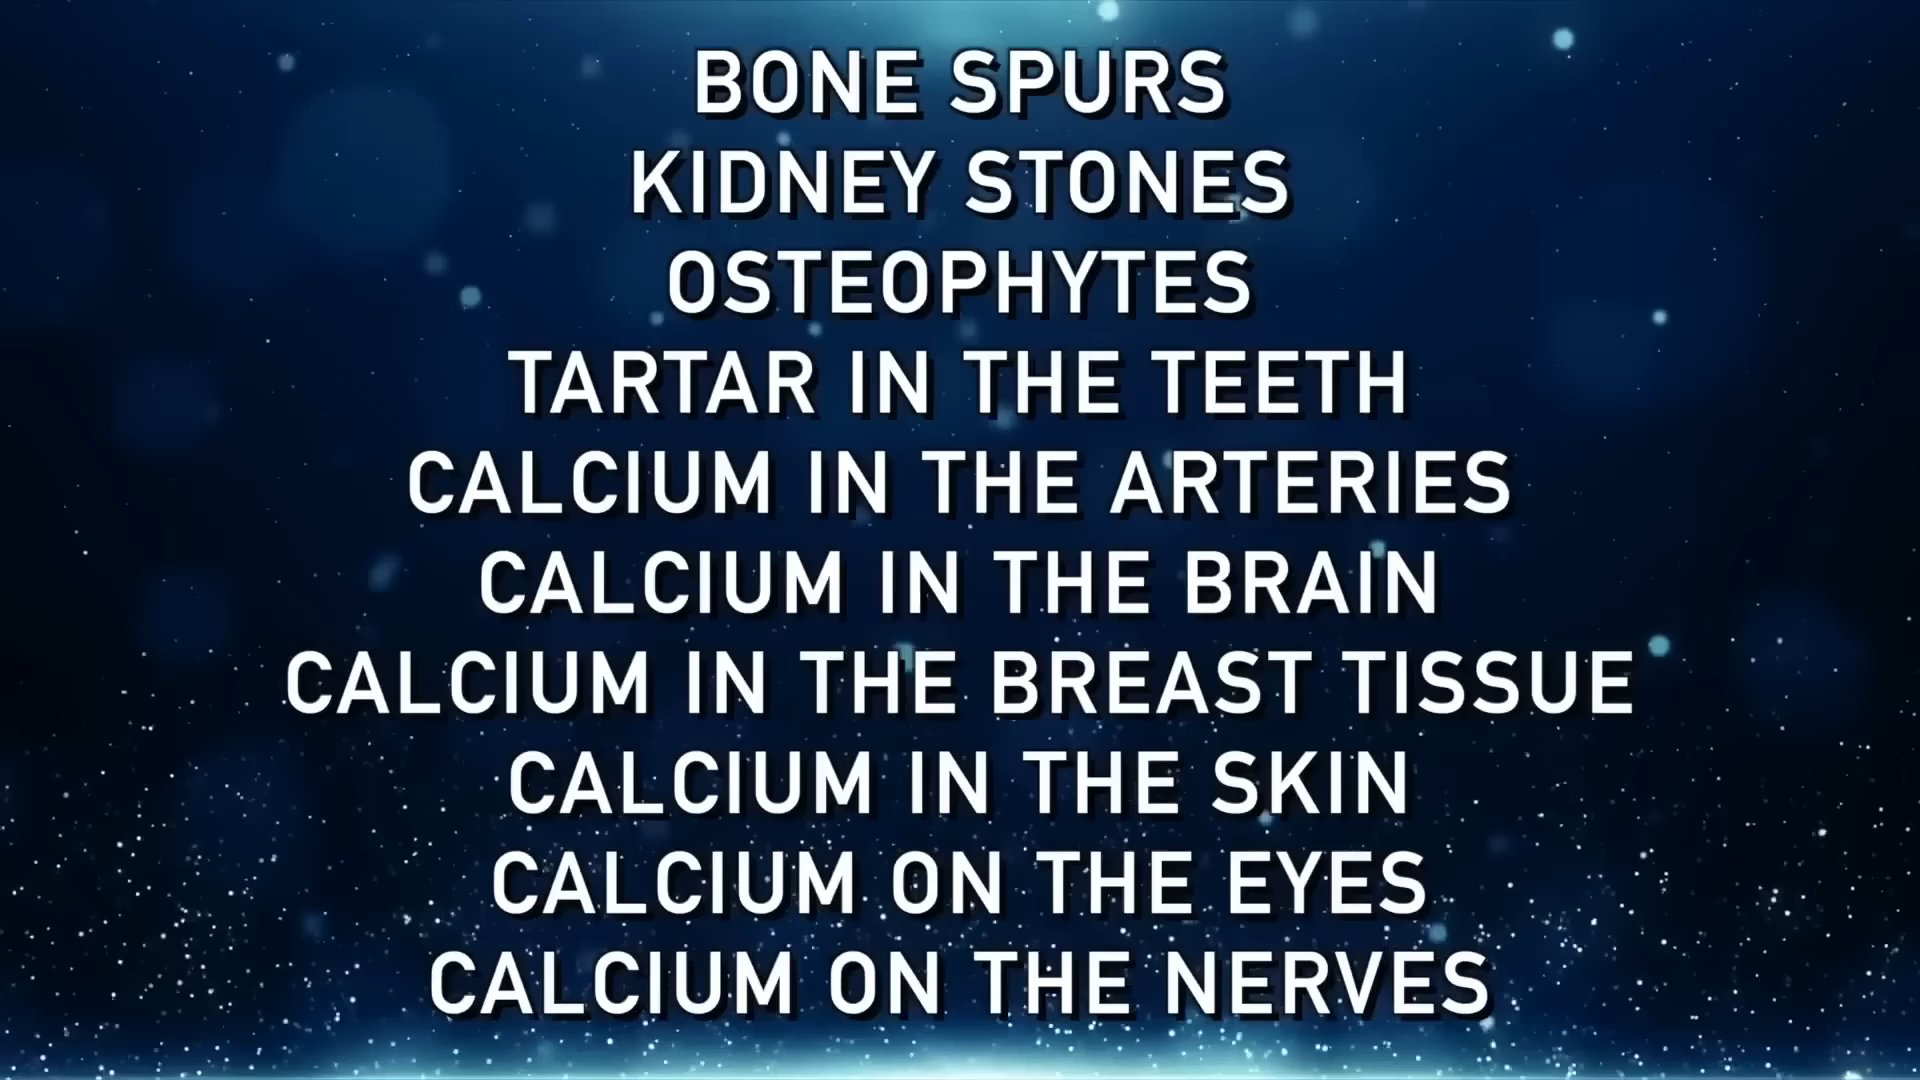 BONE SPURS
KIDNEY STONES
OSTEOPHYTES
TARTAR IN THE TEETH
CALCIUM IN THE ARTERIES
CALCIUM IN THE BRAIN
CALCIUM IN THE BREAST TISSUE
CALCIUM IN THE SKIN
CALCIUM ON THE EYES
CALCIUM ON THE NERVES